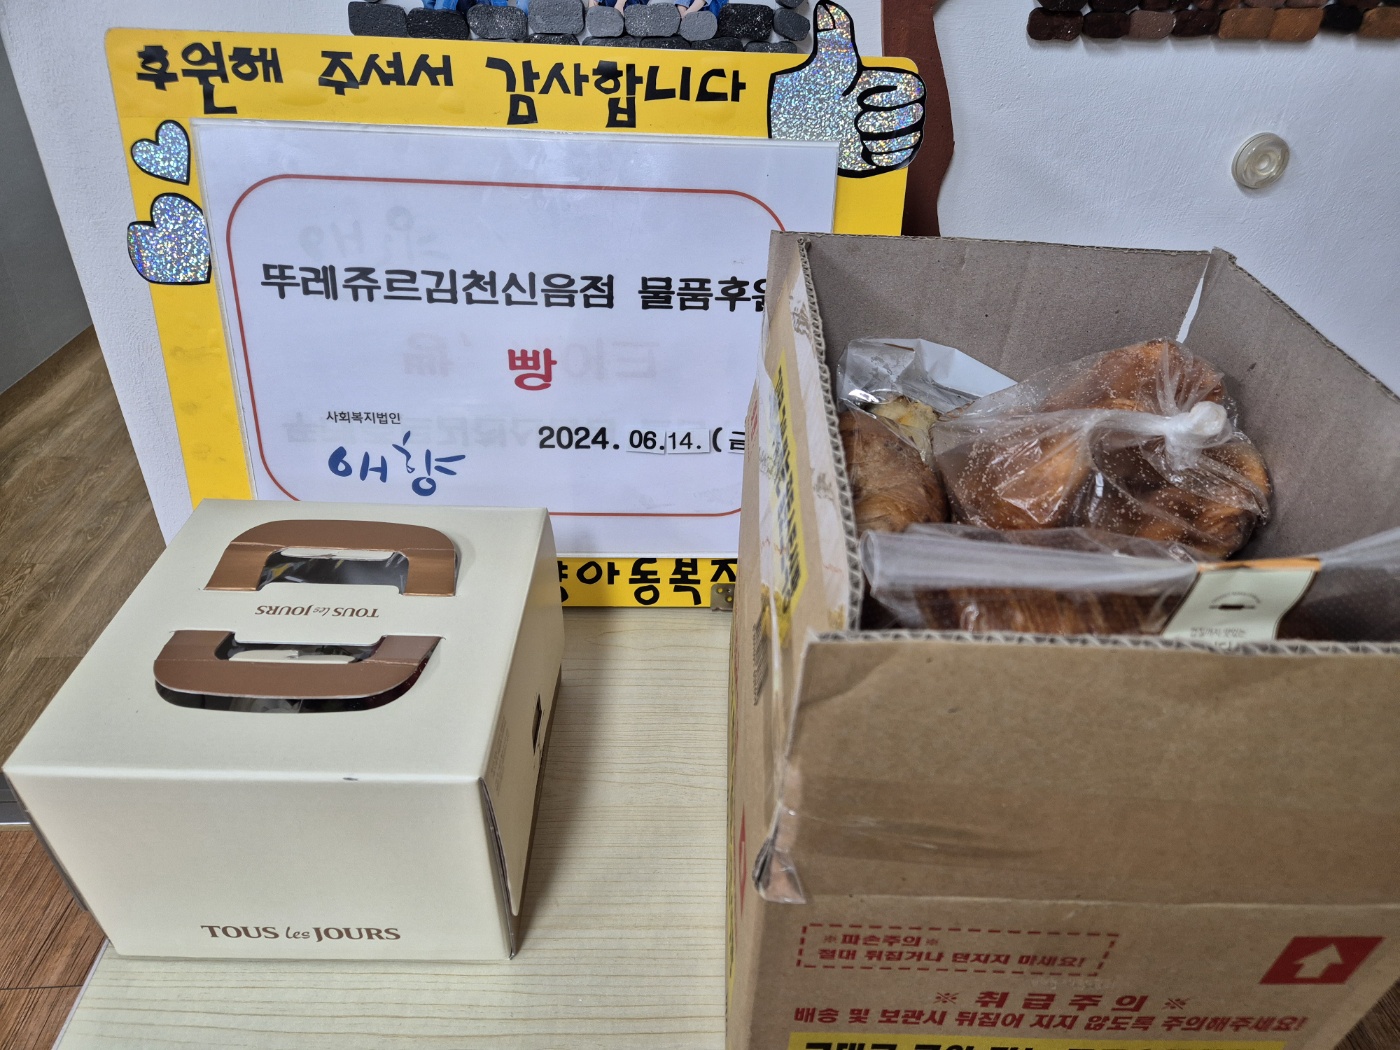 후원해 주셔서 감사합니다
뚜레쥬르김천신음점 물품후원
빵
사회복지법인
2024. 06.14. (금
TOUS les JOURS
TOUS les JOURS
※파손주의※
절대 뒤집거나 던지지 마세요!
※ 취급주의 ※
배송 및 보관시 뒤집어 지지 않도록 주의해주세요!